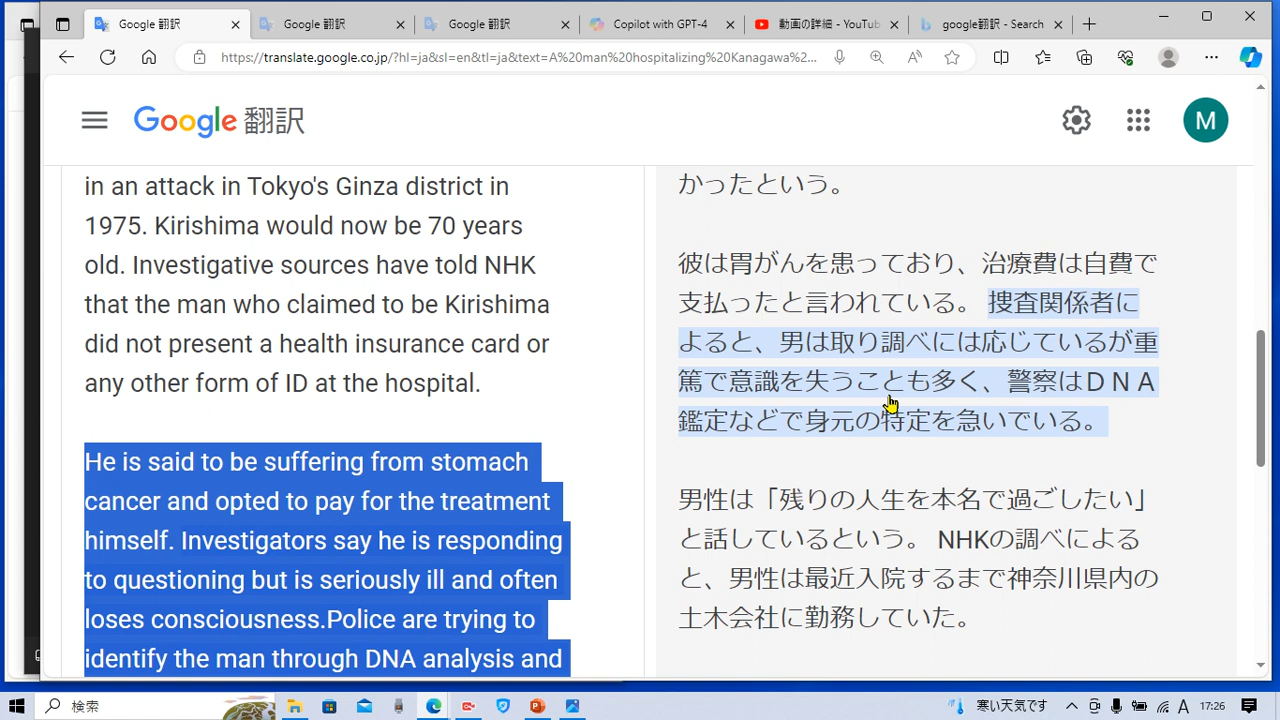 Google 翻訳
Google 翻訳
Google 翻訳
Copilot with GPT-4
動画の詳細 - YouTub
google翻訳 - Search
https://translate.google.co.jp/?hl=ja&sl=en&tl=ja&text=A%20man%20hospitalizing%20Kanagawa%2...
Google 翻訳
M
in an attack in Tokyo's Ginza district in
1975. Kirishima would now be 70 years
old. Investigative sources have told NHK
that the man who claimed to be Kirishima
did not present a health insurance card or
any other form of ID at the hospital.
He is said to be suffering from stomach
cancer and opted to pay for the treatment
himself. Investigators say he is responding
to questioning but is seriously ill and often
loses consciousness.Police are trying to
identify the man through DNA analysis and
かったという。
彼は胃がんを患っており、治療費は自費で
支払ったと言われている。 捜査関係者に
よると、男は取り調べには応じているが重
篤で意識を失うことも多く、警察はＤＮＡ
鑑定などで身元の特定を急いでいる。
男性は「残りの人生を本名で過ごしたい」
と話しているという。 NHKの調べによる
と、男性は最近入院するまで神奈川県内の
土木会社に勤務していた。
検索
寒い天気です
A
17:26